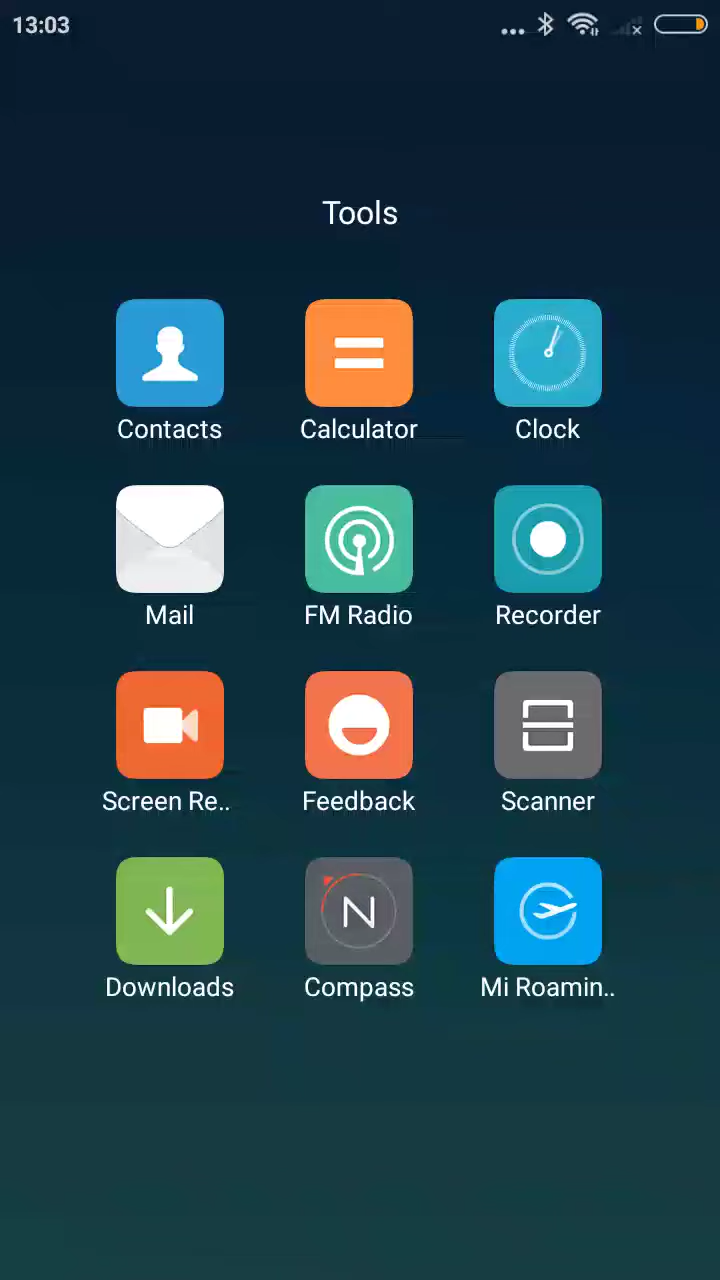 13:03
Tools
Contacts Calculator Clock
Mail FM Radio Recorder
Screen Re.. Feedback Scanner
N
Downloads Compass Mi Roamin..